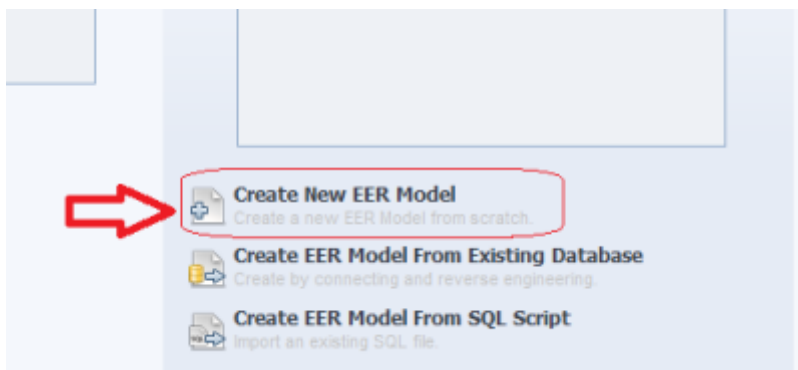 Create New EER Model
Create a new EER Model from scratch.
Create EER Model From Existing Database
Create by connecting and reverse engineering.
Create EER Model From SQL Script
Import an existing SQL file.